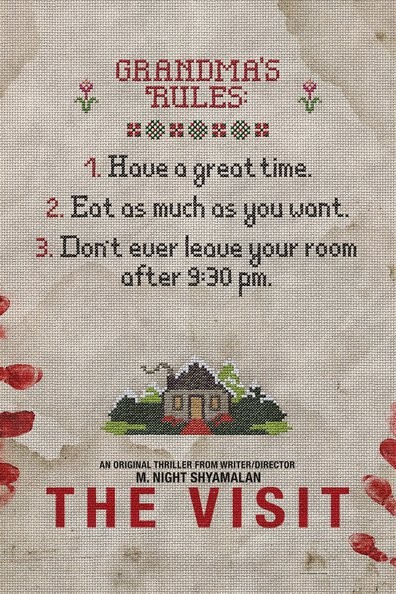 GRANDMA'S
RULES:
1. Have a great time.
2. Eat as much as you want.
3. Don't ever leave your room
after 9:30 pm.
AN ORIGINAL THRILLER FROM WRITER/DIRECTOR
M. NIGHT SHYAMALAN
THE VISIT